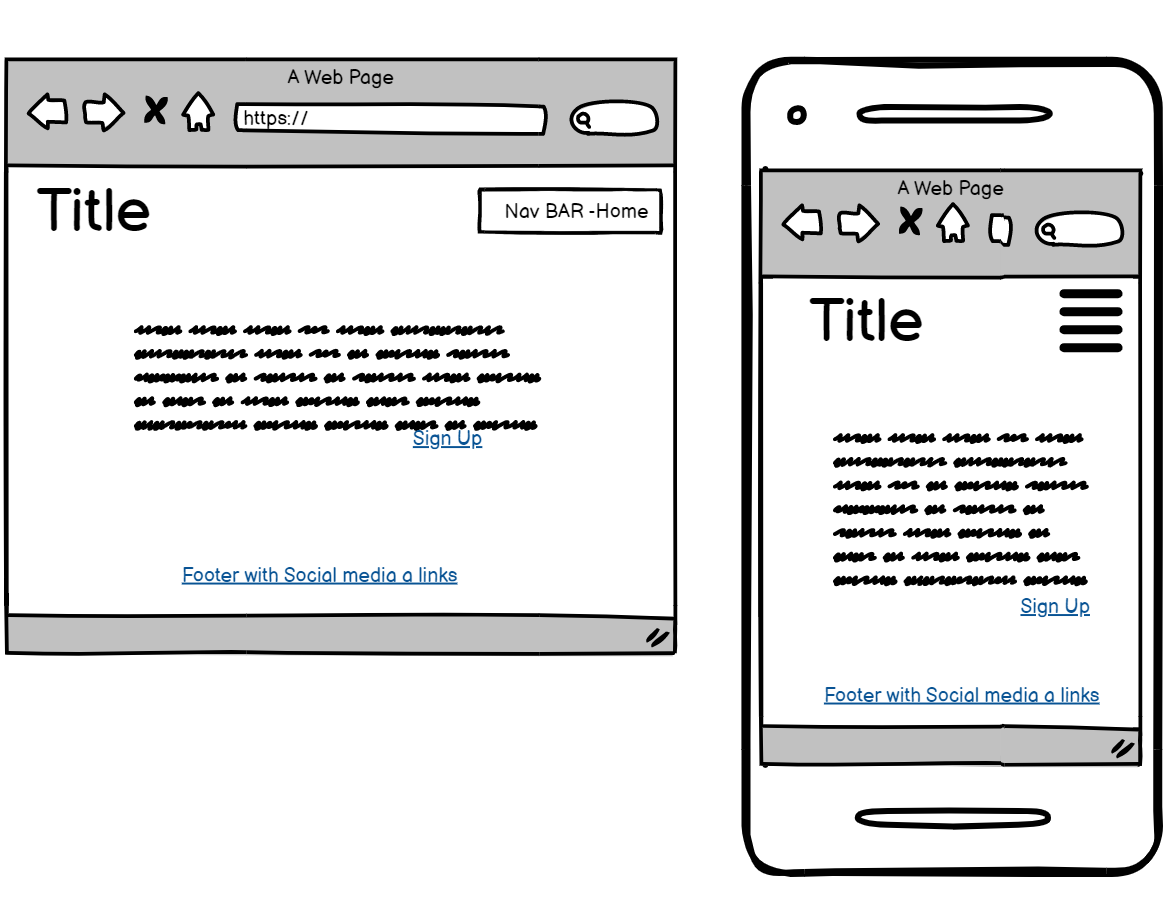 A Web Page
https://
Title
Nav BAR -Home
Sign Up
Footer with Social media a links
A Web Page
Title
Sign Up
Footer with Social media a links